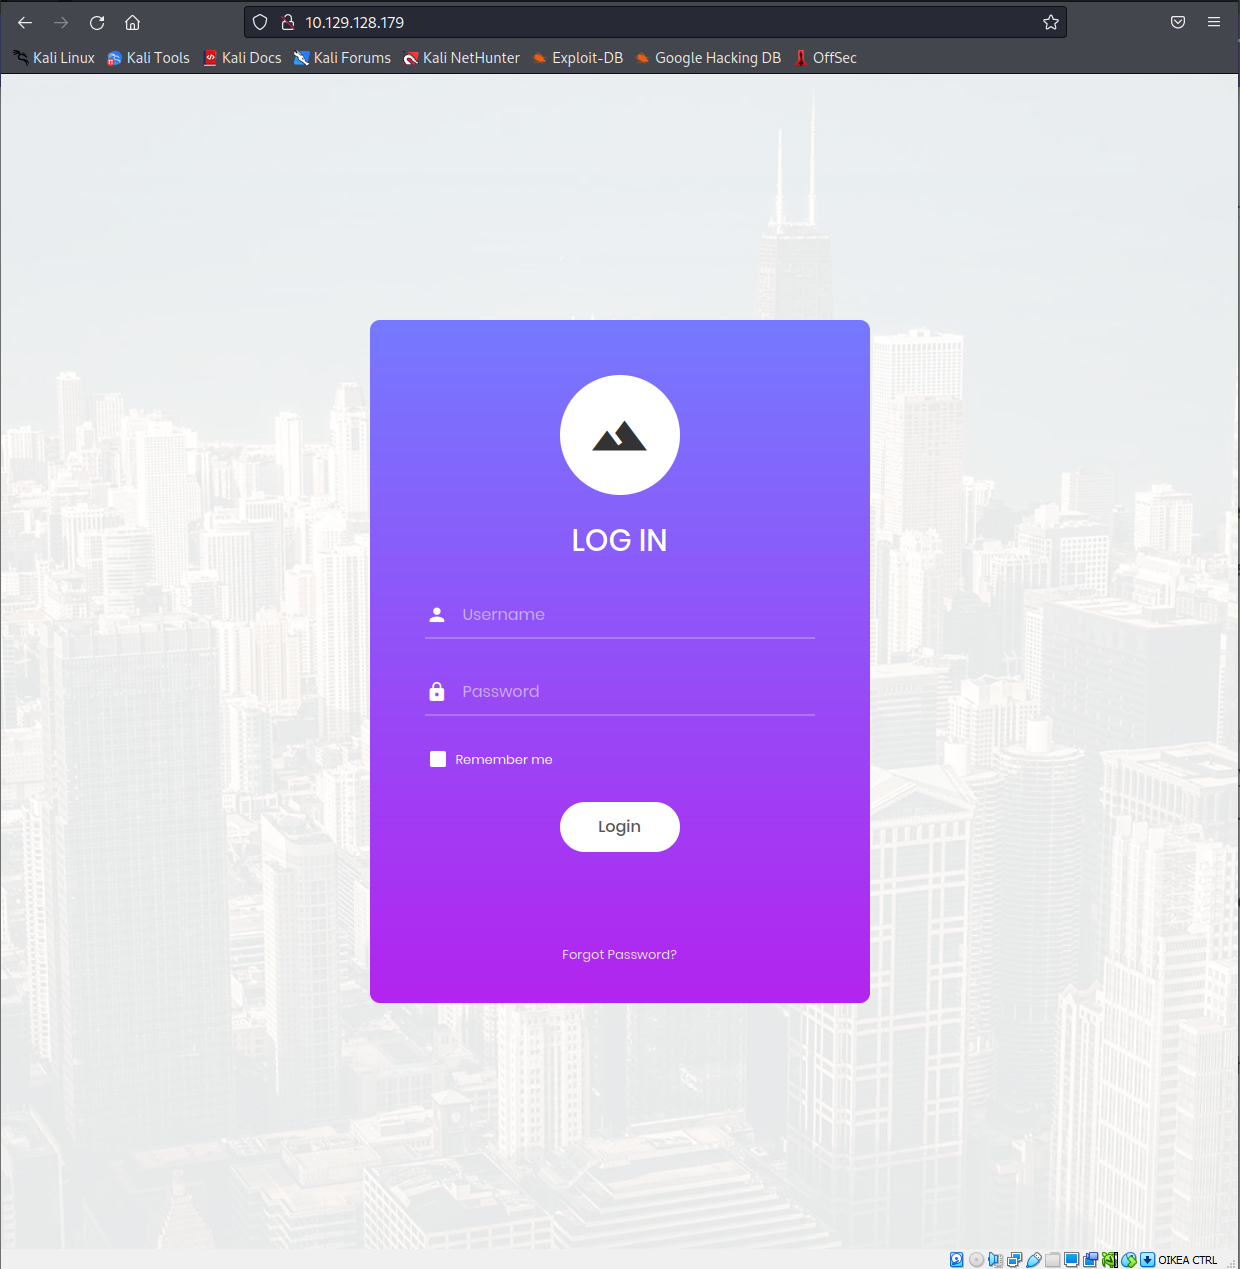 10.129.128.179
Kali Linux Kali Tools Kali Docs Kali Forums Kali NetHunter Exploit-DB Google Hacking DB OffSec
LOG IN
Username
Password
Remember me
Login
Forgot Password?
OIKEA CTRL